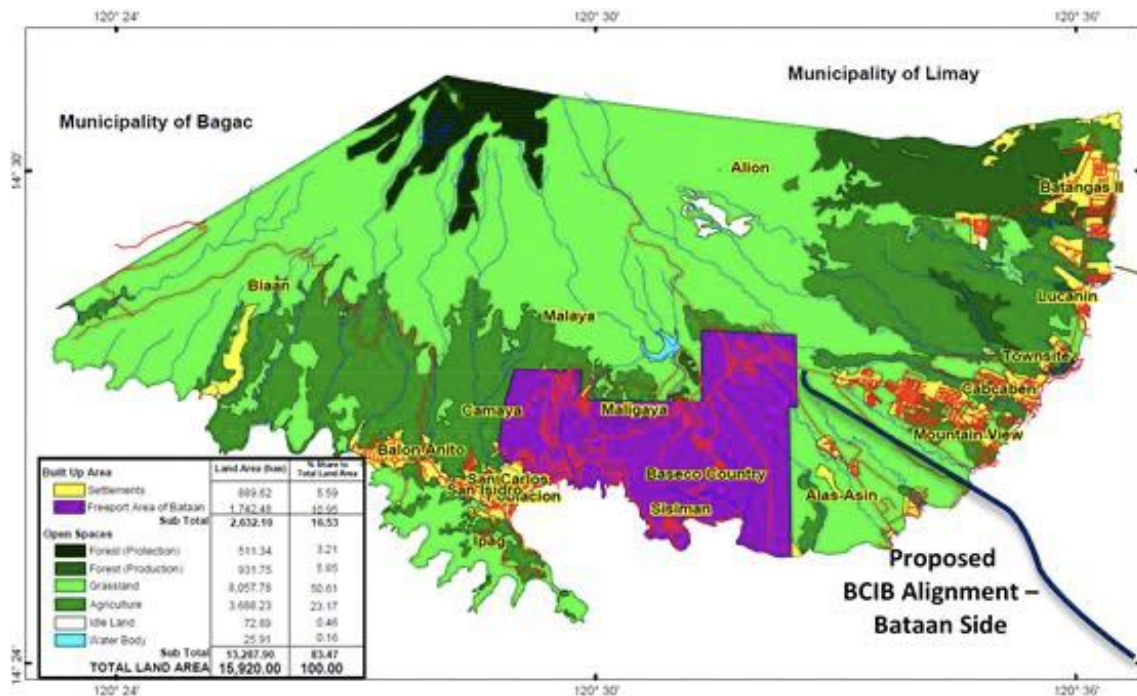 120° 24'
120° 30'
120° 36'
Municipality of Limay
Municipality of Bagac
14° 30'
Alion
Batangas II
Biaan
Lucanin
Malaya
Townsite
Cabcaben
Camaya
Maligaya
Mountain View
Balon Anito
Baseco Country
SanCarlos
San Isidro
Alas-Asin
Sisiman
Ipag
Proposed
BCIB Alignment –
Bataan Side
Built Up Area Land Area (has) % Share to Total Land Area
Settlements 889.62 5.59
Freeport Area of Bataan 1,742.48 10.95
Sub Total 2,632.10 16.53
Open Spaces
Forest (Protection) 511.34 3.21
Forest (Production) 931.75 5.85
Grassland 8,057.78 50.61
Agriculture 3,688.23 23.17
Idle Land 72.89 0.46
Water Body 25.91 0.16
Sub Total 13,287.90 83.47
TOTAL LAND AREA 15,920.00 100.00
14° 24'
120° 24'
120° 30'
120° 36'